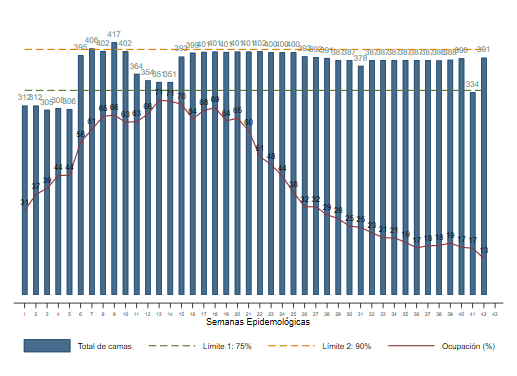 312 312 305 308 306 395 406 402 417 402 364 354 351 351 393 399 401 401 401 401 401 402 400 400 400 393 392 391 387 387 378 387 387 387 387 387 387 386 388 390 334 391
31 37 39 44 44 56 61 65 66 63 63 66 71 71 70 64 68 69 64 65 60 51 48 44 38 32 32 29 28 25 25 23 21 21 19 17 18 18 19 17 17 13
1 2 3 4 5 6 7 8 9 10 11 12 13 14 15 16 17 18 19 20 21 22 23 24 25 26 27 28 29 30 31 32 33 34 35 36 37 38 39 40 41 42 43
Semanas Epidemológicas
Total de camas Límite 1: 75% Límite 2: 90% Ocupación (%)